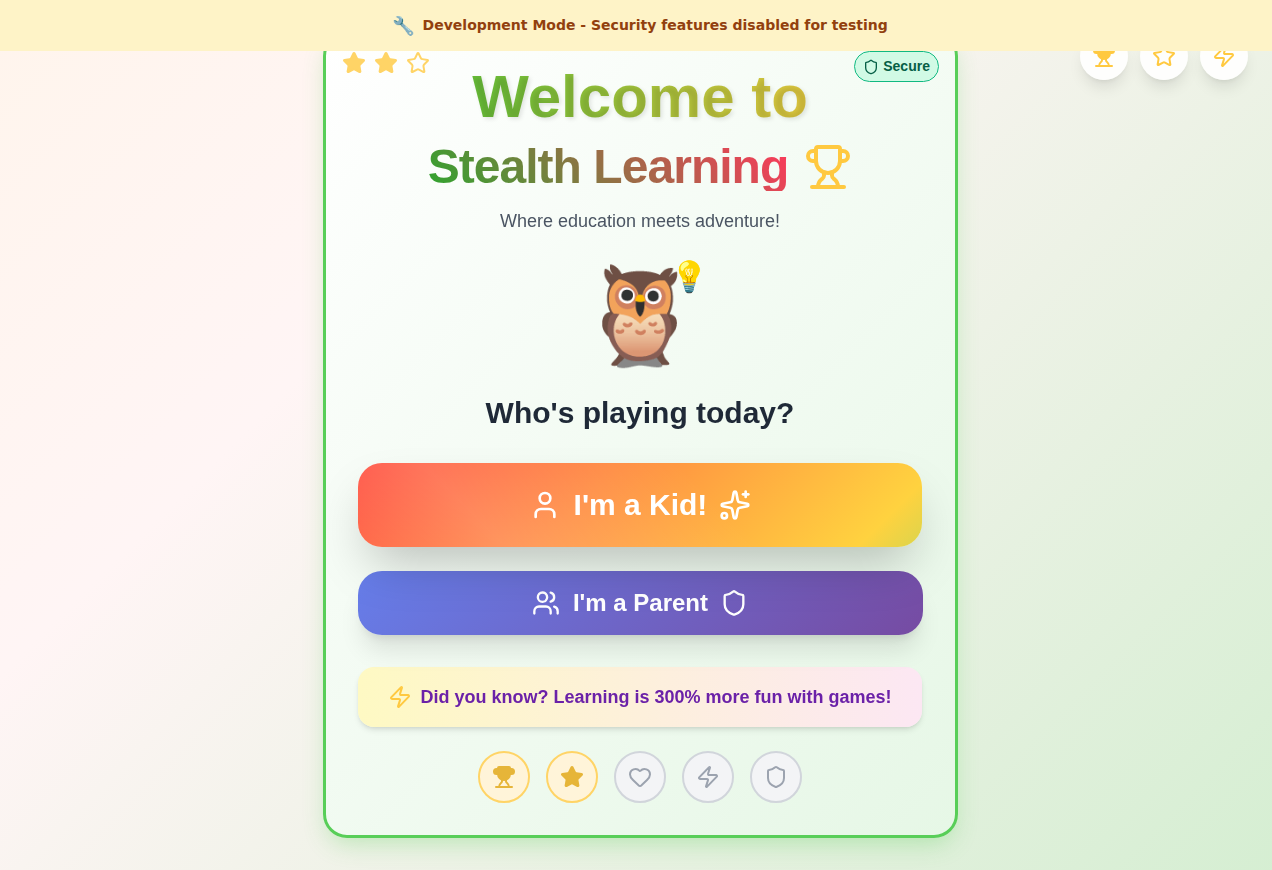 Development Mode - Security features disabled for testing
Secure
Welcome to
Stealth Learning
Where education meets adventure!
Who's playing today?
I'm a Kid!
I'm a Parent
Did you know? Learning is 300% more fun with games!